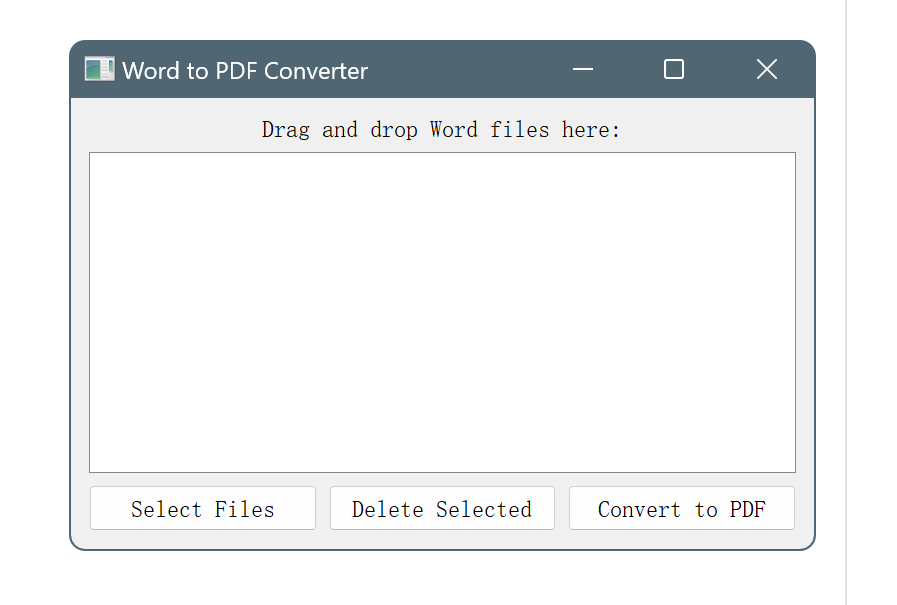 Word to PDF Converter
Drag and drop Word files here:
Select Files
Delete Selected
Convert to PDF